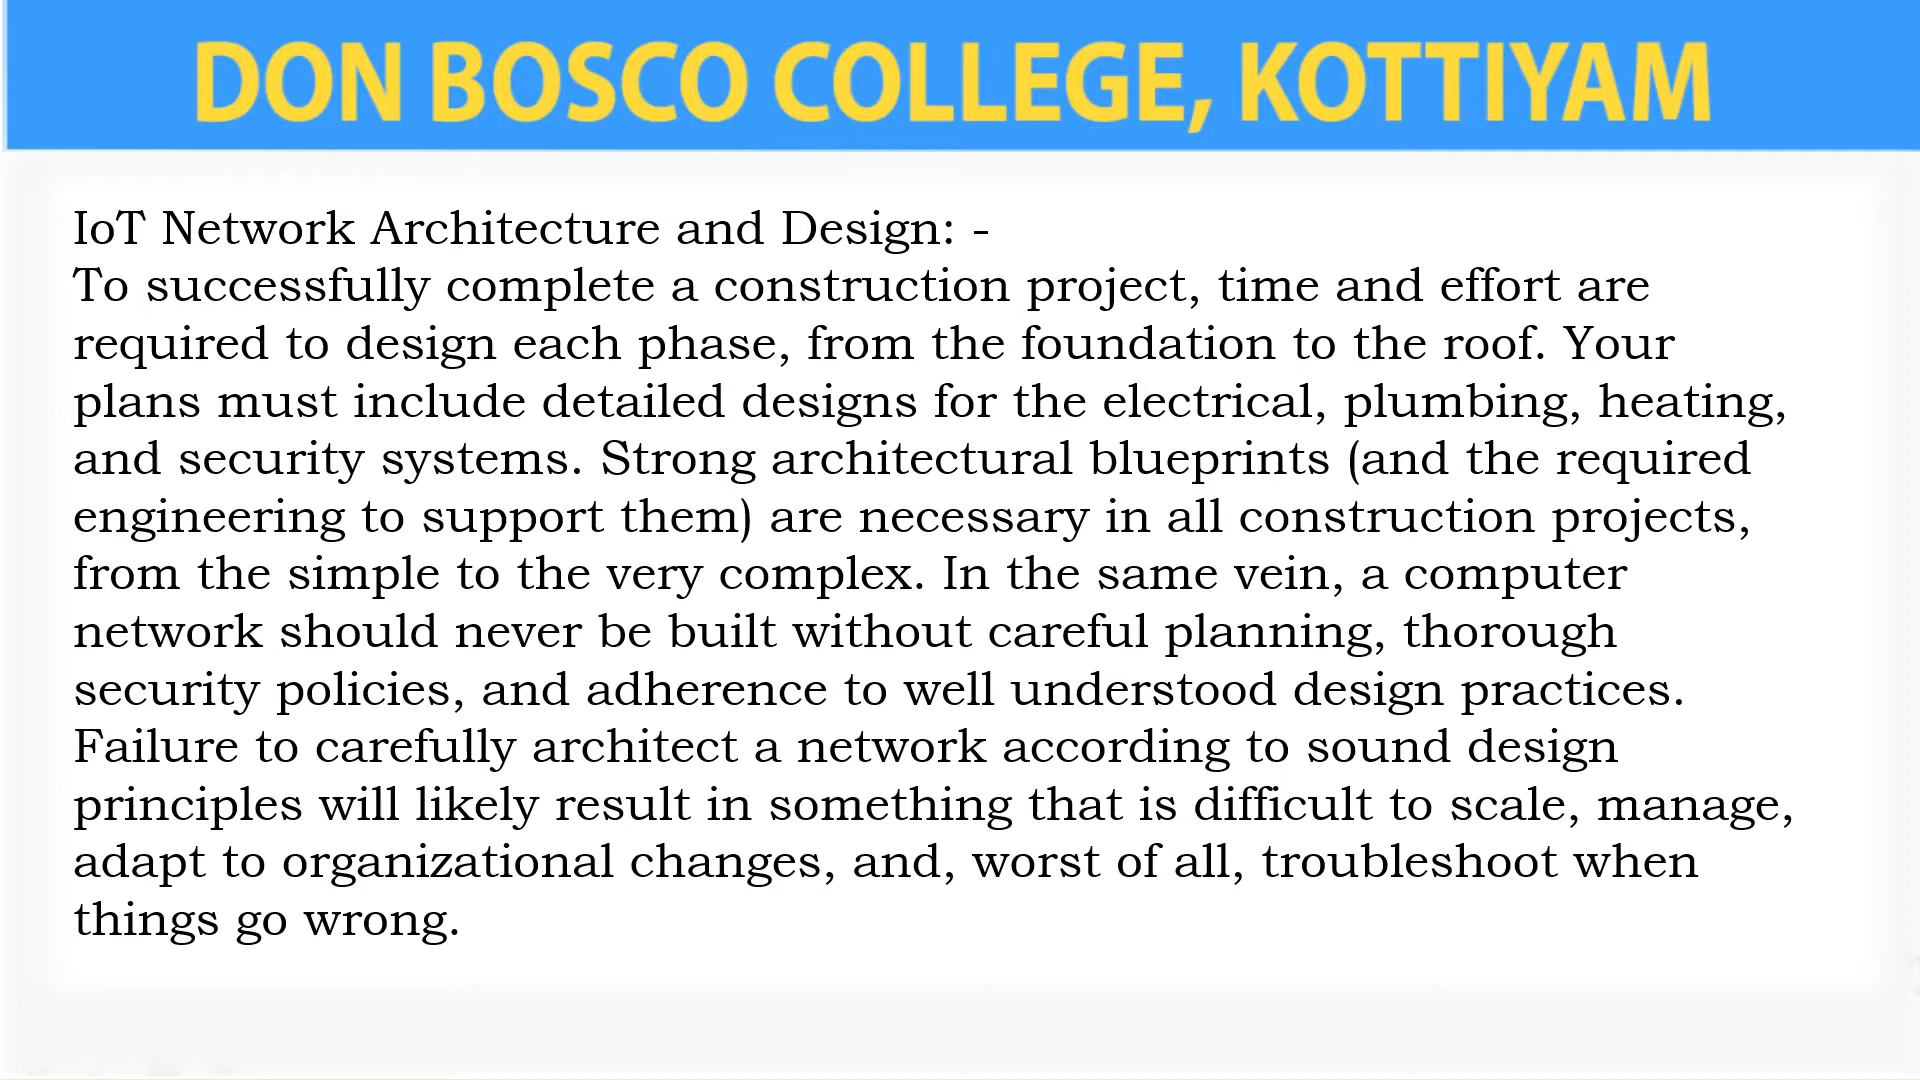 DON BOSCO COLLEGE, KOTTIYAM
IoT Network Architecture and Design: -
To successfully complete a construction project, time and effort are
required to design each phase, from the foundation to the roof. Your
plans must include detailed designs for the electrical, plumbing, heating,
and security systems. Strong architectural blueprints (and the required
engineering to support them) are necessary in all construction projects,
from the simple to the very complex. In the same vein, a computer
network should never be built without careful planning, thorough
security policies, and adherence to well understood design practices.
Failure to carefully architect a network according to sound design
principles will likely result in something that is difficult to scale, manage,
adapt to organizational changes, and, worst of all, troubleshoot when
things go wrong.